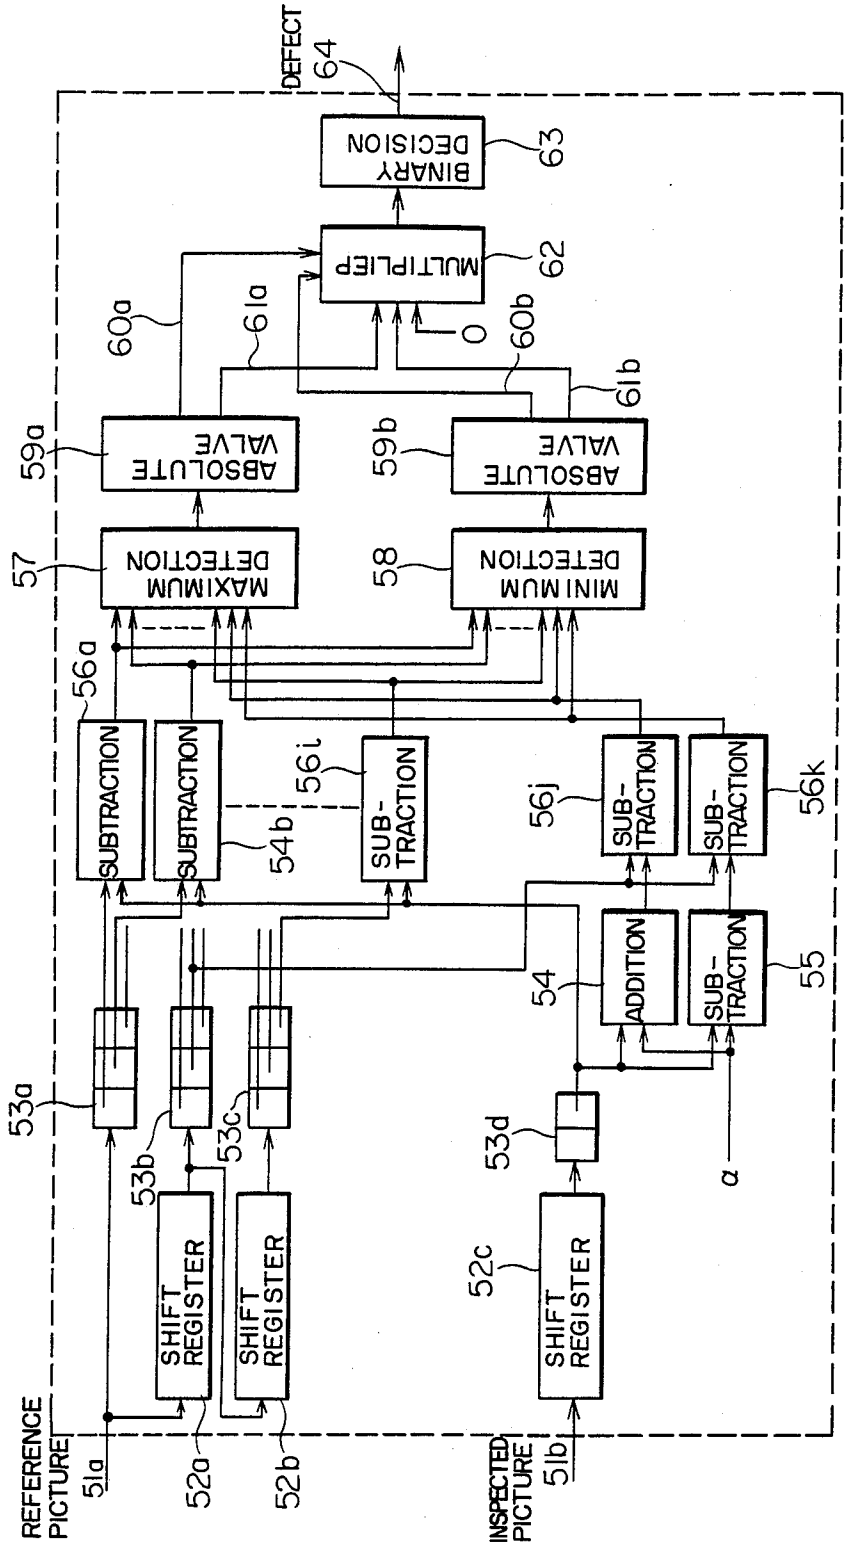 REFERENCE
PICTURE
51a
52a
52b
SHIFT
REGISTER
SHIFT
REGISTER
53a
53b
53c
INSPECTED
PICTURE
51b
52c
SHIFT
REGISTER
53d
α
54
ADDITION
55
SUB-
TRACTION
56a
SUBTRACTION
SUBTRACTION
54b
56i
SUB-
TRACTION
56j
SUB-
TRACTION
56k
SUB-
TRACTION
57
MAXIMUM
DETECTION
58
MINIMUM
DETECTION
59a
ABSOLUTE
VALVE
59b
ABSOLUTE
VALVE
60a
61a
60b
61b
0
MULTIPLIEP
62
BINARY
DECISION
63
DEFECT
64